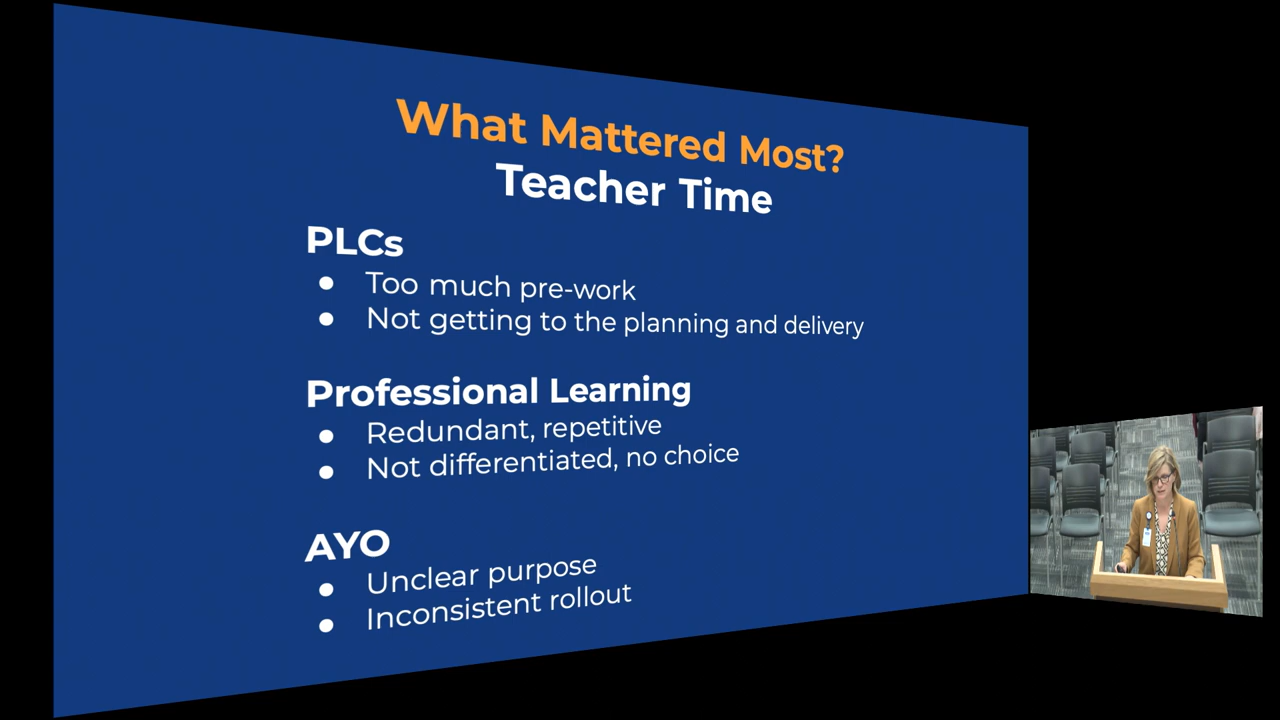 What Mattered Most?
Teacher Time
PLCs
● Too much pre-work
● Not getting to the planning and delivery
Professional Learning
● Redundant, repetitive
● Not differentiated, no choice
AYO
● Unclear purpose
● Inconsistent rollout